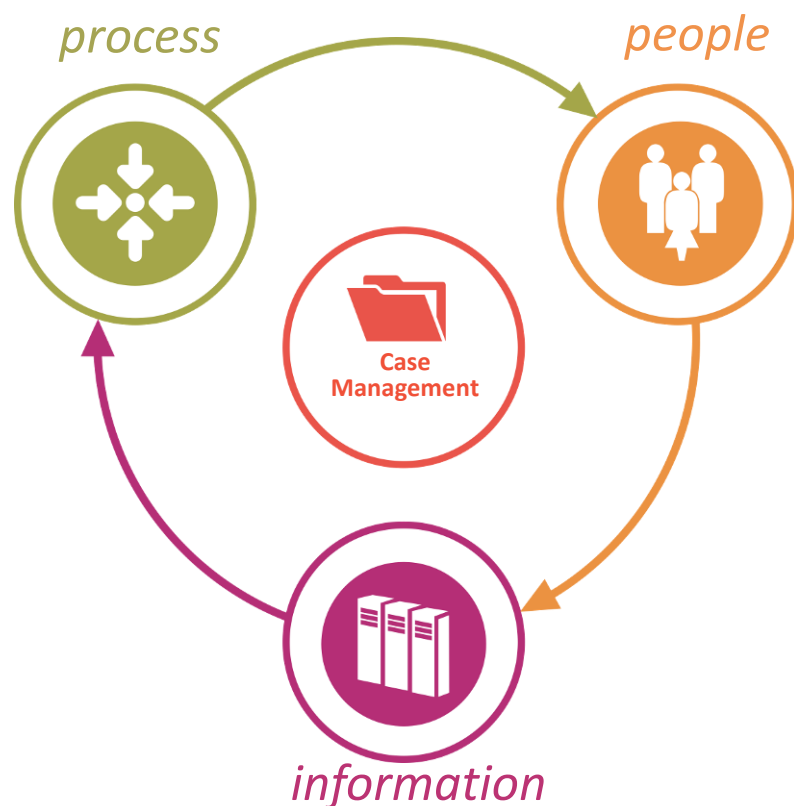 process
people
Case
Management
information